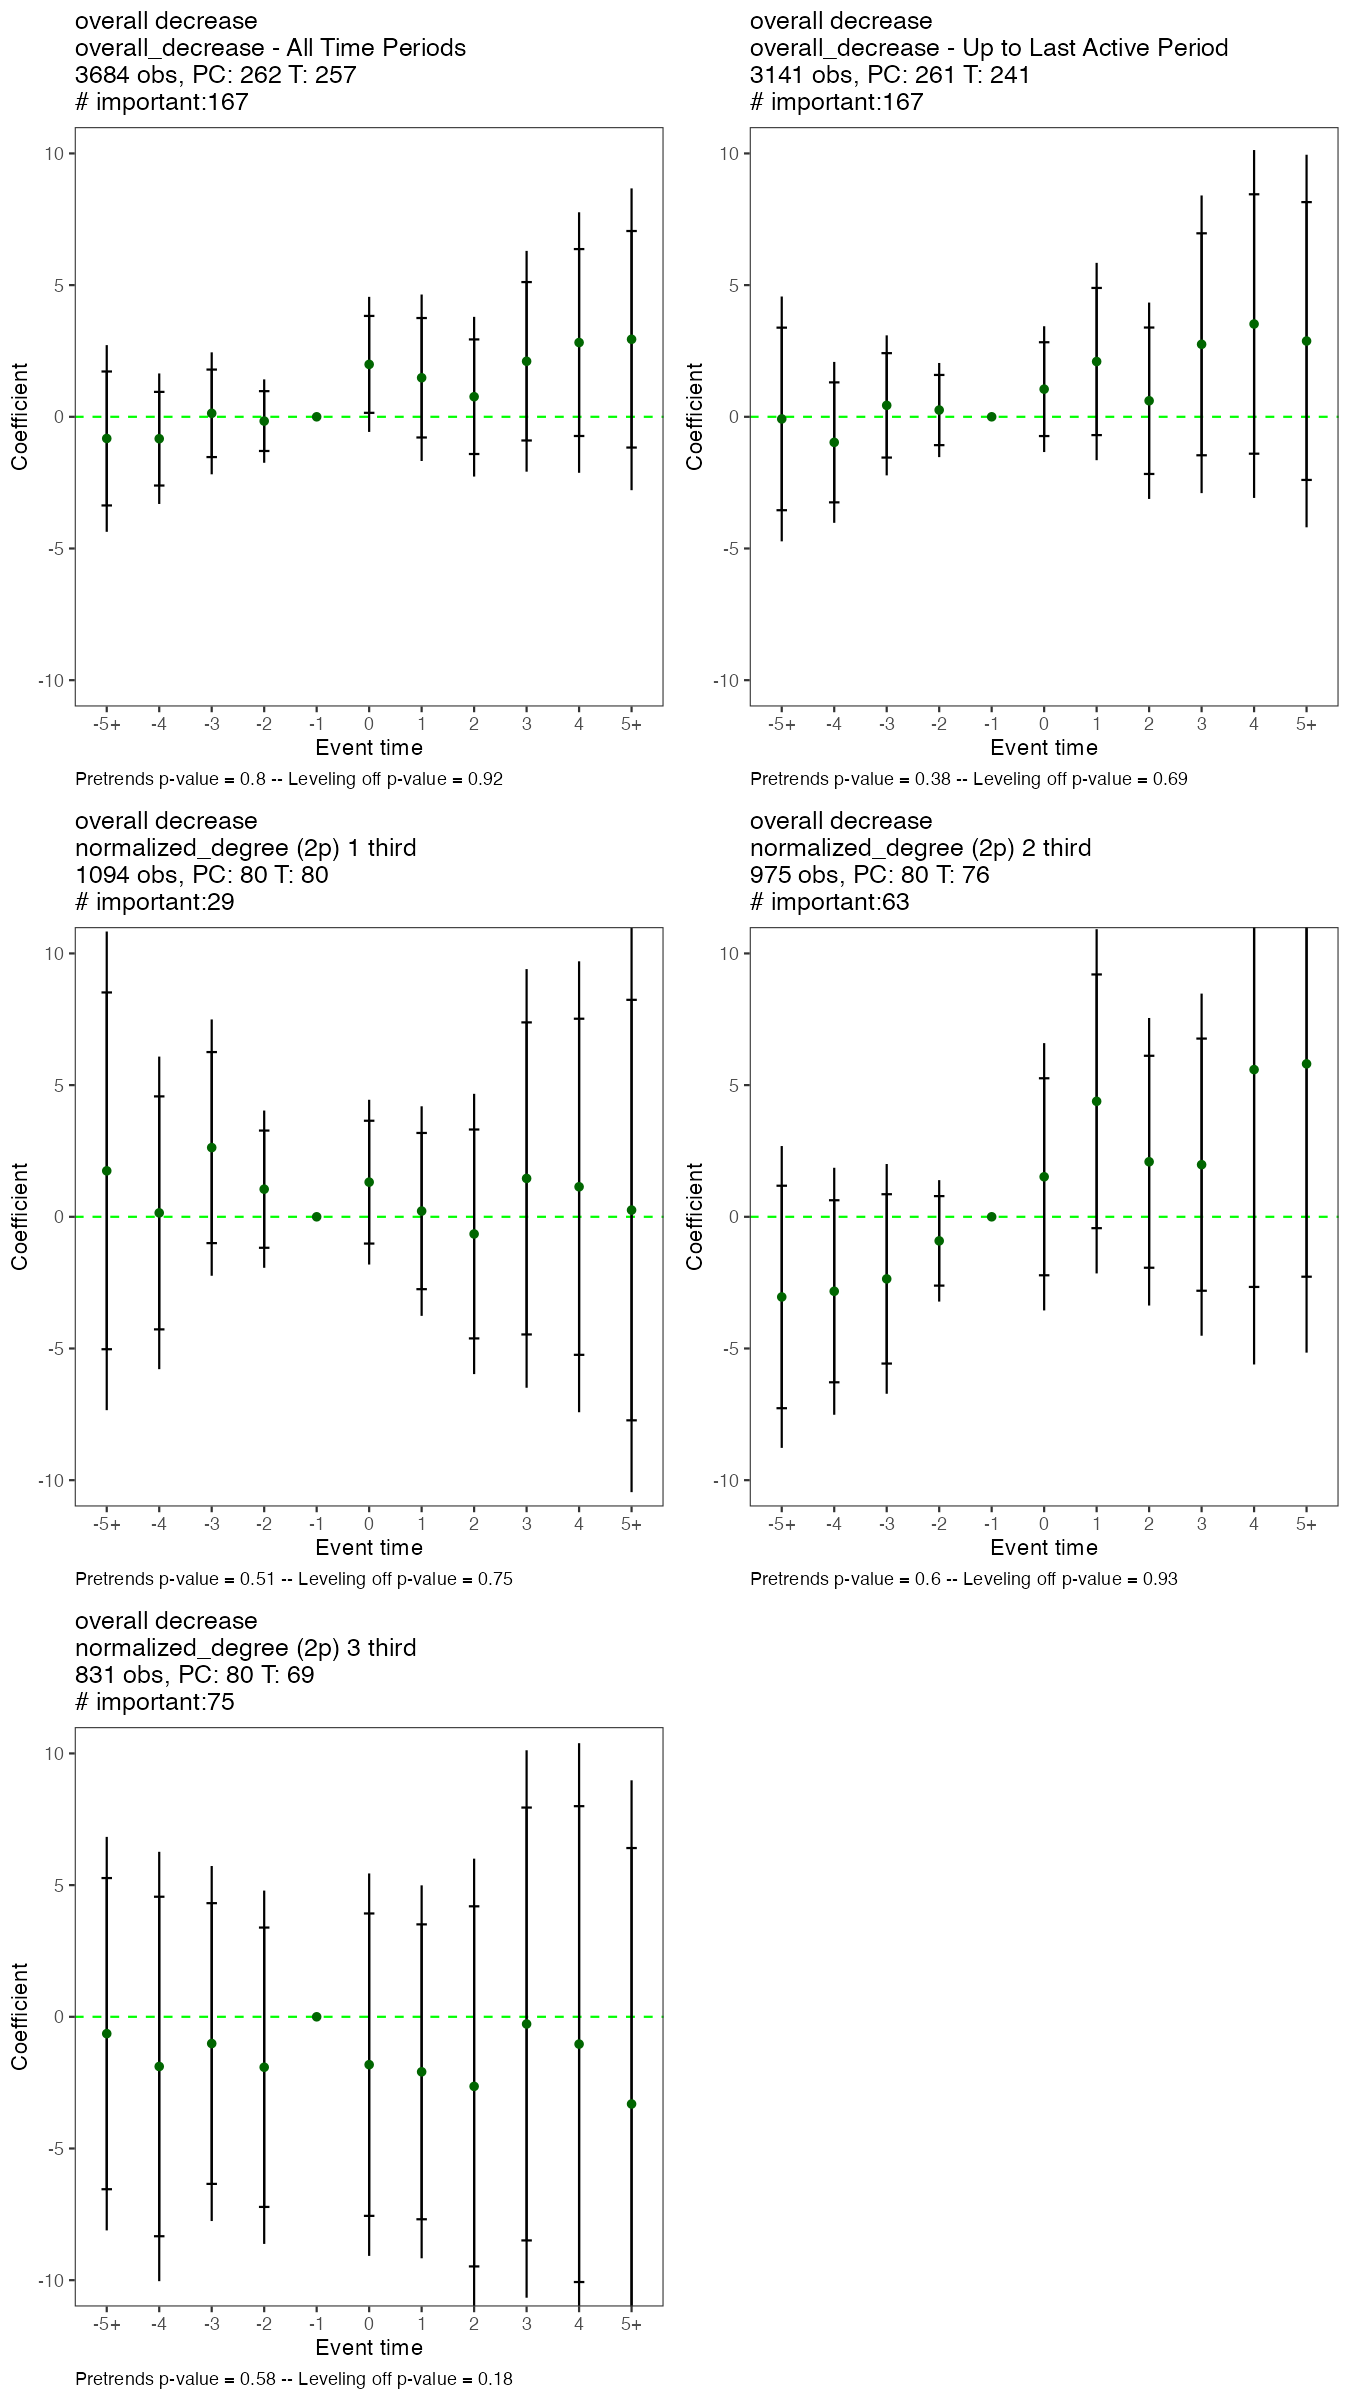 overall decrease
overall_decrease - All Time Periods
3684 obs, PC: 262 T: 257
# important:167
10
5
0
-5
-10
Coefficient
-5+ -4 -3 -2 -1 0 1 2 3 4 5+
Event time
Pretrends p-value = 0.8 -- Leveling off p-value = 0.92
overall decrease
overall_decrease - Up to Last Active Period
3141 obs, PC: 261 T: 241
# important:167
10
5
0
-5
-10
Coefficient
-5+ -4 -3 -2 -1 0 1 2 3 4 5+
Event time
Pretrends p-value = 0.38 -- Leveling off p-value = 0.69
overall decrease
normalized_degree (2p) 1 third
1094 obs, PC: 80 T: 80
# important:29
10
5
0
-5
-10
Coefficient
-5+ -4 -3 -2 -1 0 1 2 3 4 5+
Event time
Pretrends p-value = 0.51 -- Leveling off p-value = 0.75
overall decrease
normalized_degree (2p) 2 third
975 obs, PC: 80 T: 76
# important:63
10
5
0
-5
-10
Coefficient
-5+ -4 -3 -2 -1 0 1 2 3 4 5+
Event time
Pretrends p-value = 0.6 -- Leveling off p-value = 0.93
overall decrease
normalized_degree (2p) 3 third
831 obs, PC: 80 T: 69
# important:75
10
5
0
-5
-10
Coefficient
-5+ -4 -3 -2 -1 0 1 2 3 4 5+
Event time
Pretrends p-value = 0.58 -- Leveling off p-value = 0.18